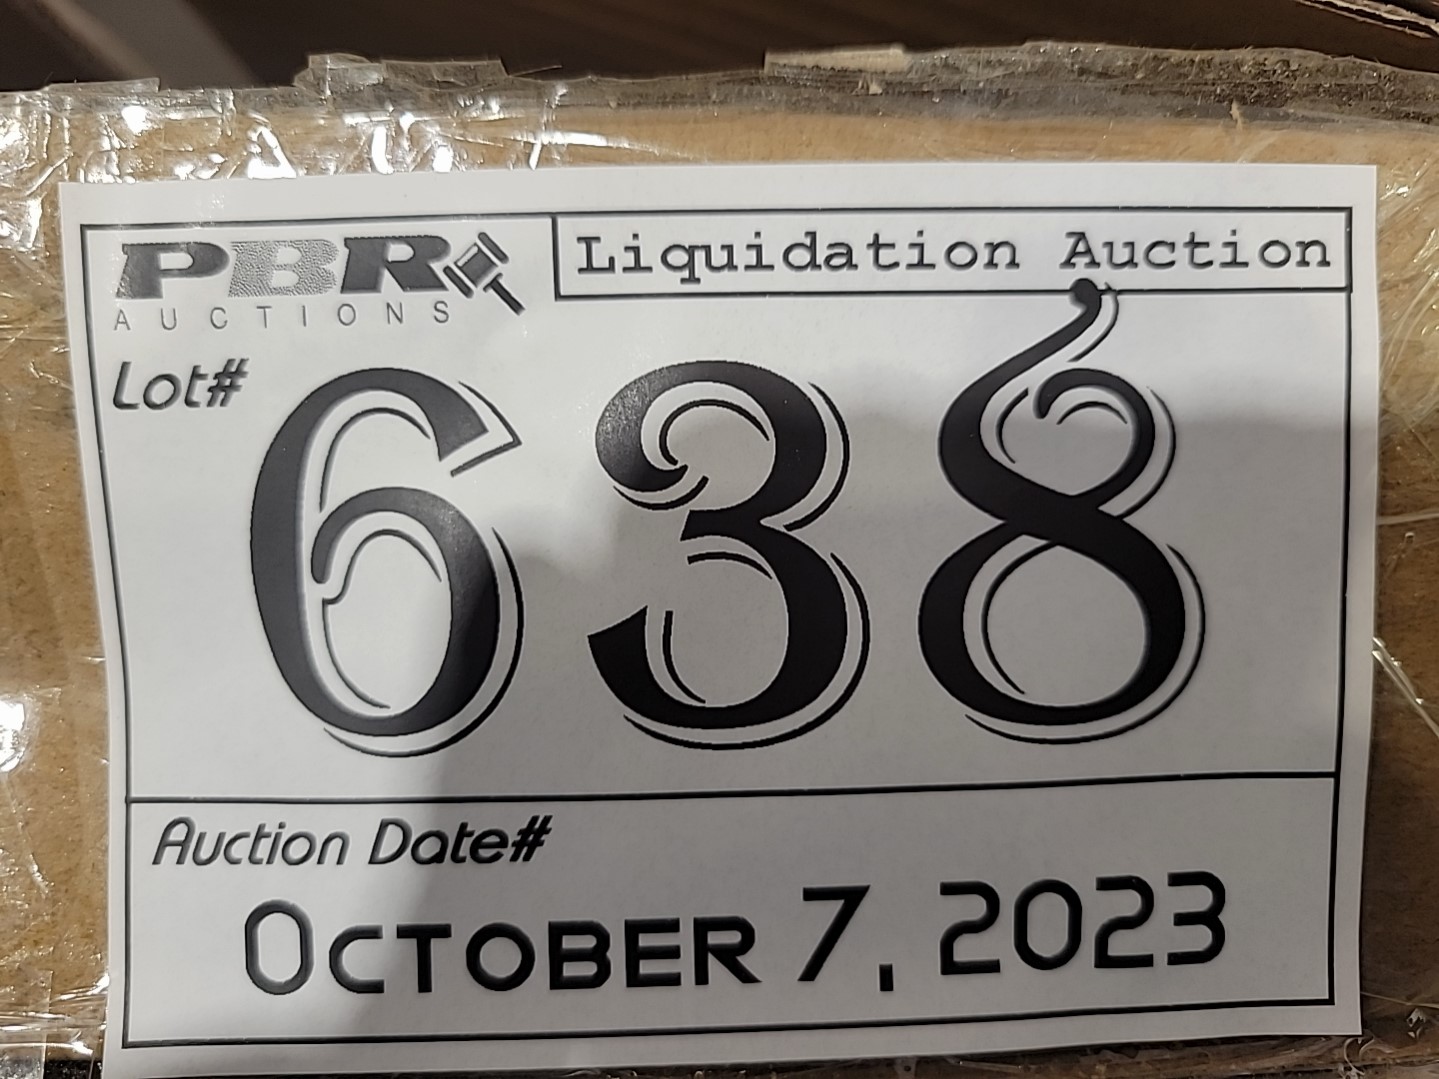 PBR
AUCTIONS
Liquidation Auction
Lot#
638
Auction Date#
October 7, 2023